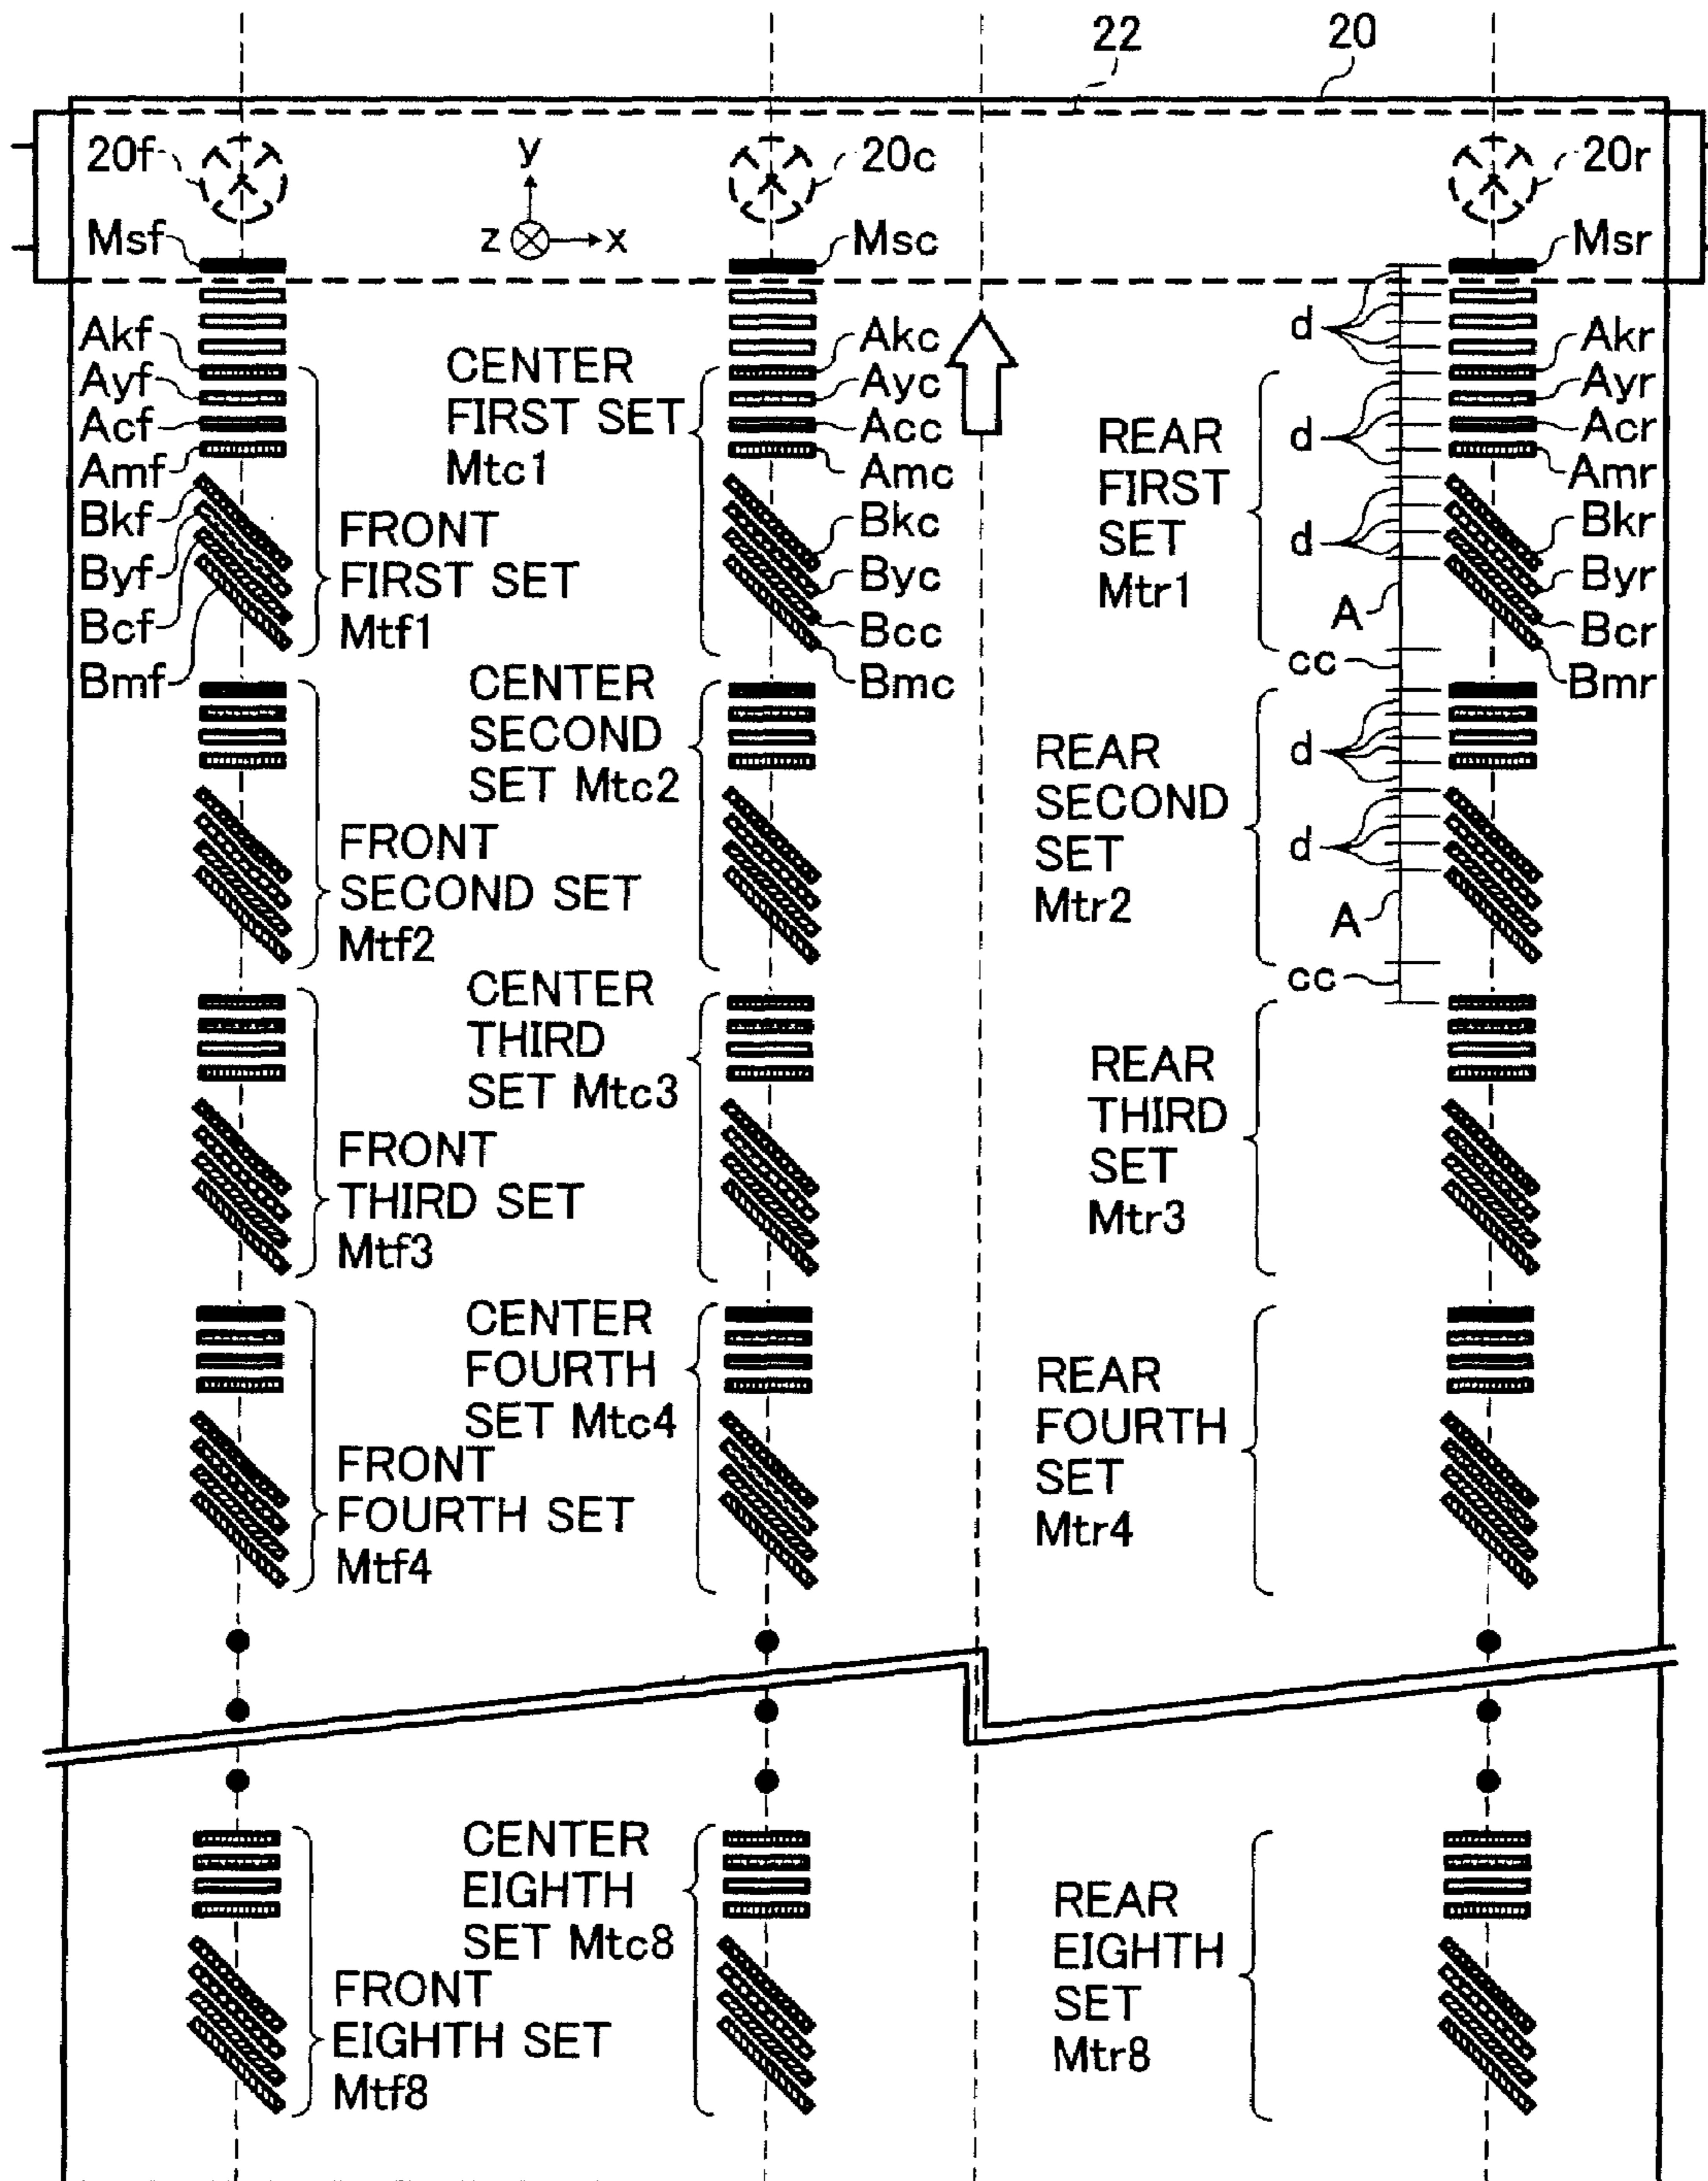 22
20
20f
y
20c
20r
z
x
Msf
Msc
Msr
d
Akf
Akc
Akr
Ayf
Ayc
Ayr
Acf
Acc
Acr
Amf
Amc
Amr
CENTER
FIRST SET
Mtc1
REAR
FIRST
SET
Mtr1
d
d
A
cc
Bkf
Byf
Bcf
Bmf
FRONT
FIRST SET
Mtf1
Bkc
Byc
Bcc
Bmc
Bkr
Byr
Bcr
Bmr
CENTER
SECOND
SET Mtc2
REAR
SECOND
SET
Mtr2
d
d
A
cc
FRONT
SECOND SET
Mtf2
CENTER
THIRD
SET Mtc3
REAR
THIRD
SET
Mtr3
FRONT
THIRD SET
Mtf3
CENTER
FOURTH
SET Mtc4
REAR
FOURTH
SET
Mtr4
FRONT
FOURTH SET
Mtf4
CENTER
EIGHTH
SET Mtc8
REAR
EIGHTH
SET
Mtr8
FRONT
EIGHTH SET
Mtf8